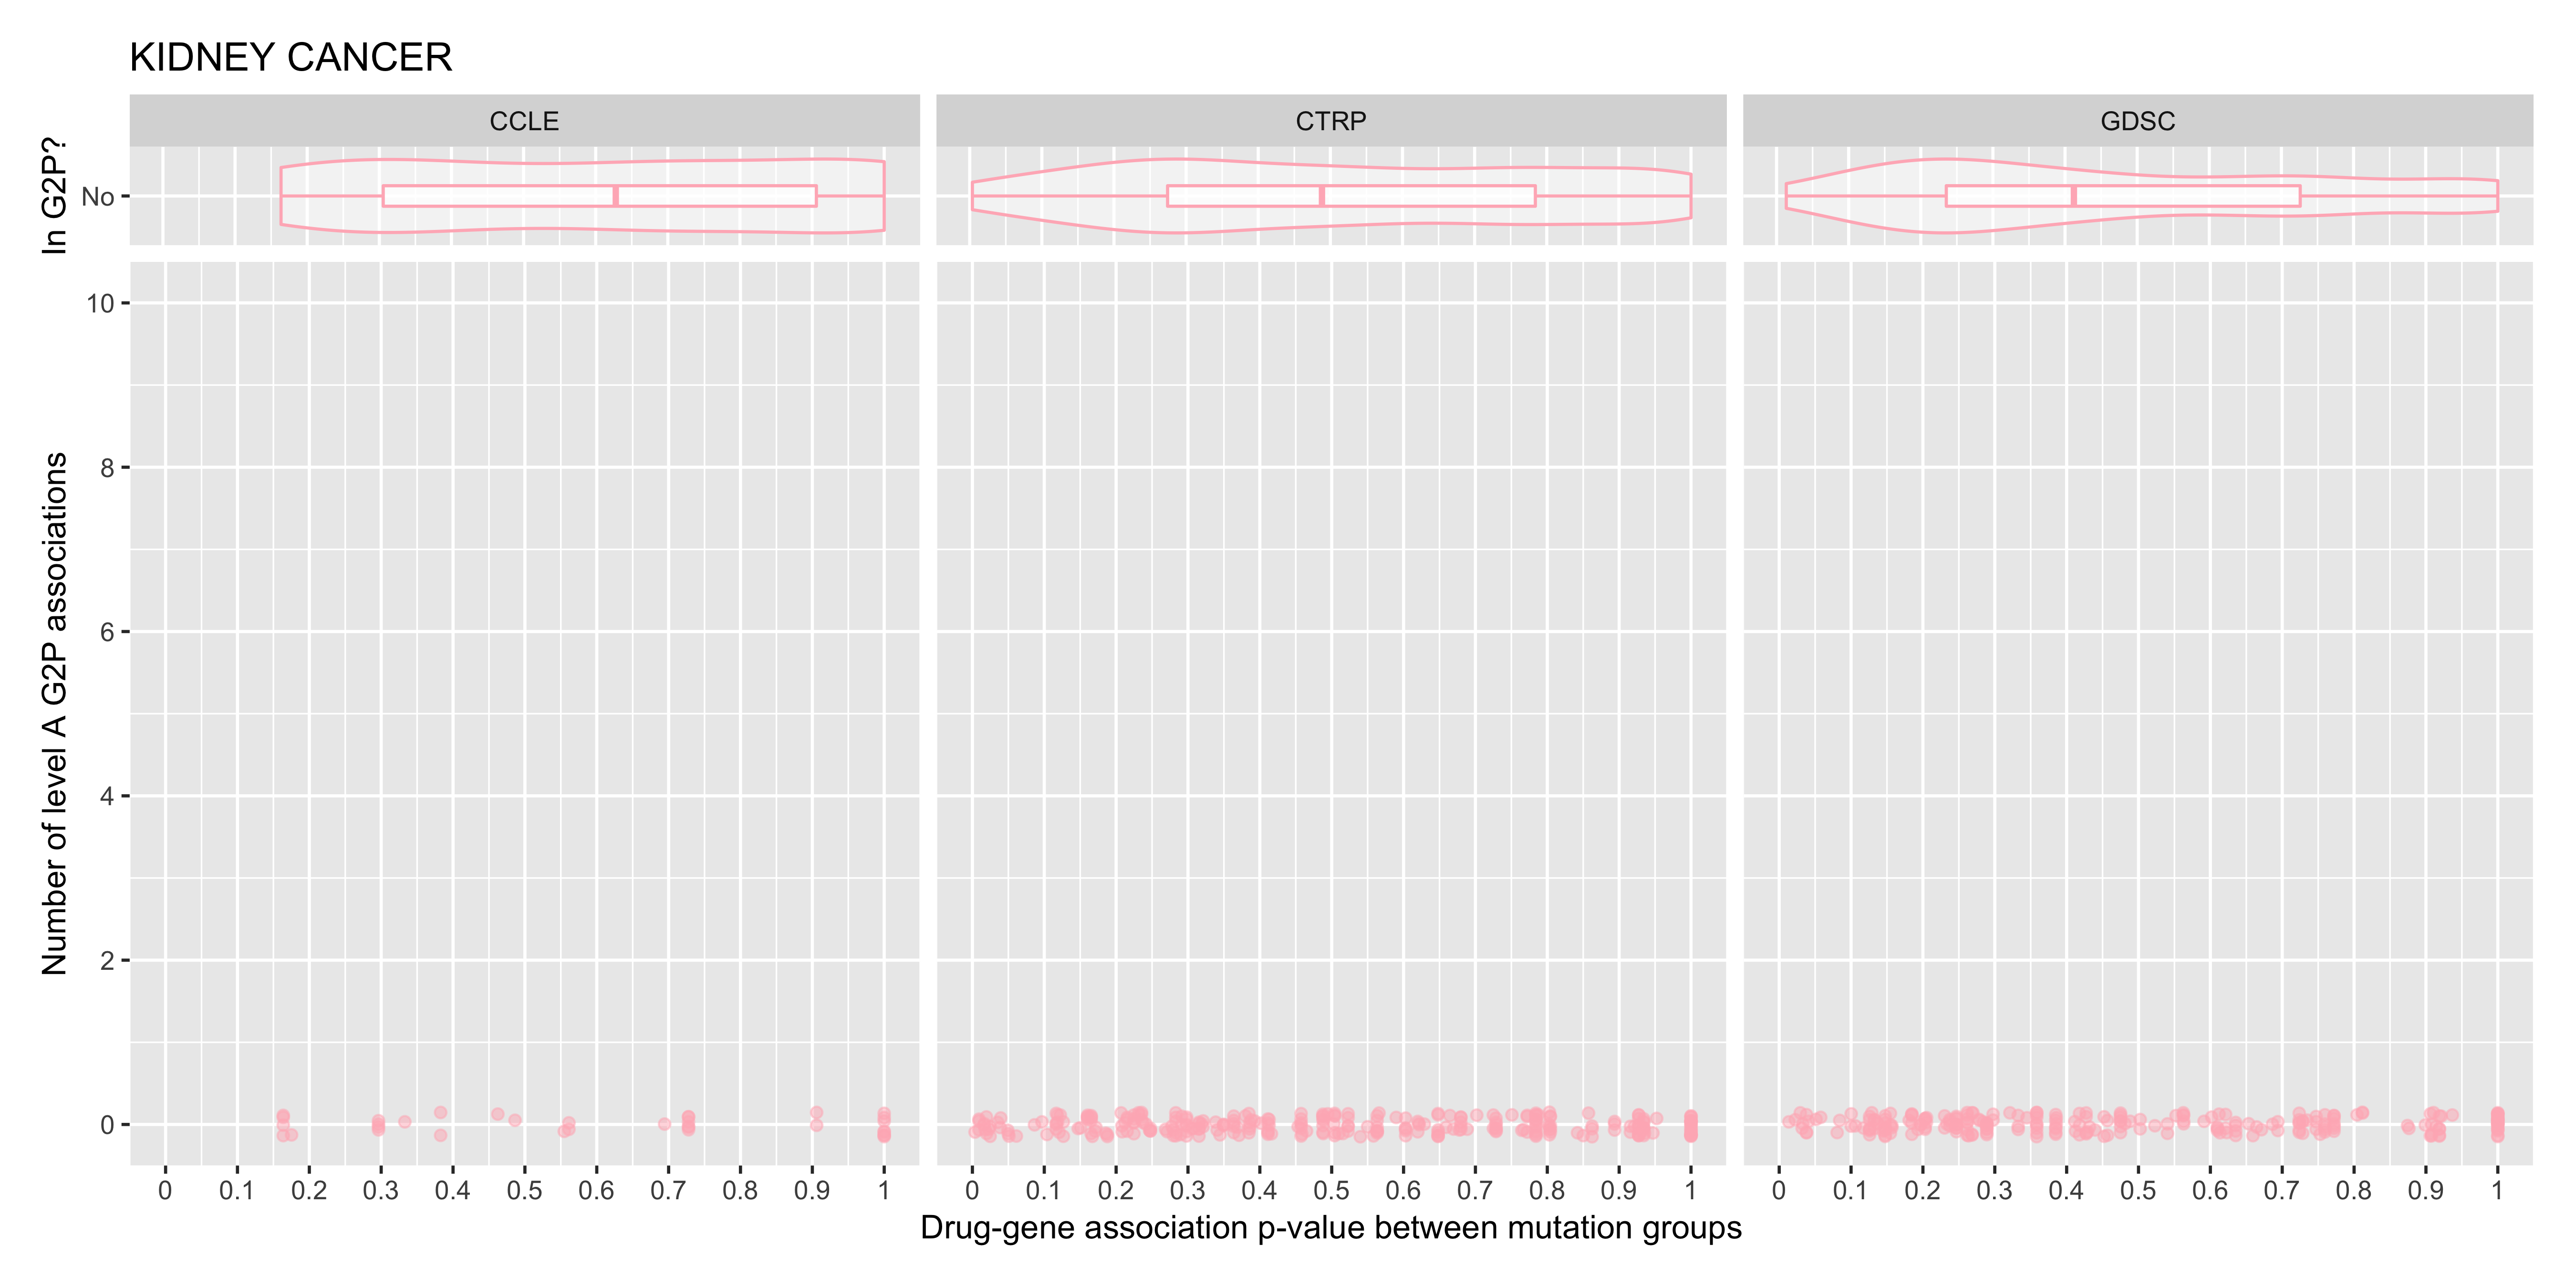 KIDNEY CANCER
CCLE CTRP GDSC
In G2P?
No
Number of level A G2P associations
10
8
6
4
2
0
0 0.1 0.2 0.3 0.4 0.5 0.6 0.7 0.8 0.9 1 0 0.1 0.2 0.3 0.4 0.5 0.6 0.7 0.8 0.9 1 0 0.1 0.2 0.3 0.4 0.5 0.6 0.7 0.8 0.9 1
Drug-gene association p-value between mutation groups